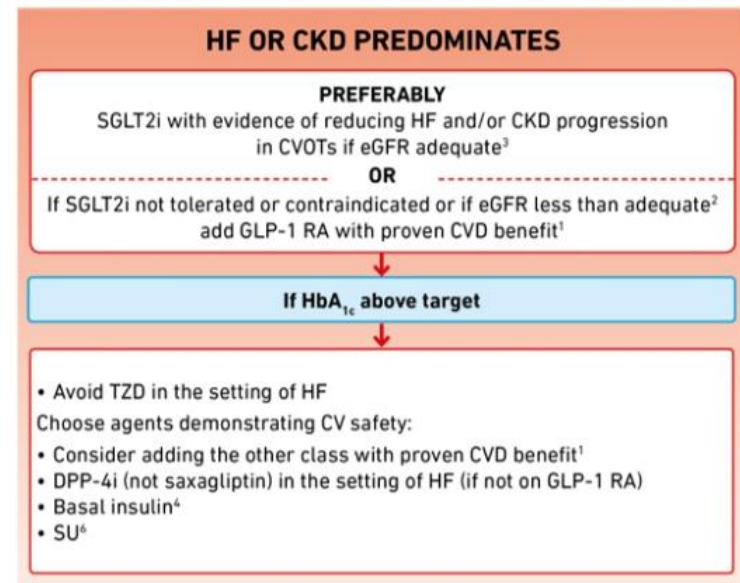 HF OR CKD PREDOMINATES
PREFERABLY
SGLT2i with evidence of reducing HF and/or CKD progression
in CVOTs if eGFR adequate³
OR
If SGLT2i not tolerated or contraindicated or if eGFR less than adequate²
add GLP-1 RA with proven CVD benefit¹
If HbA₁c above target
• Avoid TZD in the setting of HF
Choose agents demonstrating CV safety:
• Consider adding the other class with proven CVD benefit¹
• DPP-4i (not saxagliptin) in the setting of HF (if not on GLP-1 RA)
• Basal insulin⁴
• SU⁶